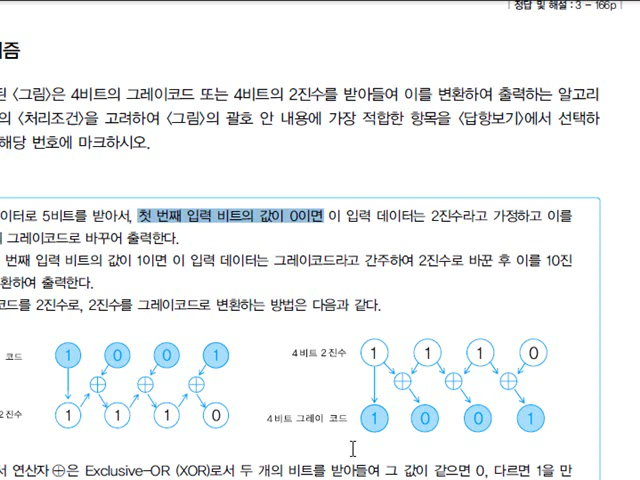 정답 및 해설 : 3 - 166p
즘
된 〈그림〉은 4비트의 그레이코드 또는 4비트의 2진수를 받아들여 이를 변환하여 출력하는 알고리
의 〈처리조건〉을 고려하여 〈그림〉의 괄호 안 내용에 가장 적합한 항목을 〈답항보기〉에서 선택하
해당 번호에 마크하시오.
이터로 5비트를 받아서, 첫 번째 입력 비트의 값이 0이면 이 입력 데이터는 2진수라고 가정하고 이를
그레이코드로 바꾸어 출력한다.
번째 입력 비트의 값이 1이면 이 입력 데이터는 그레이코드라고 간주하여 2진수로 바꾼 후 이를 10진
환하여 출력한다.
코드를 2진수로, 2진수를 그레이코드로 변환하는 방법은 다음과 같다.
코드 1 0 0 1
2진수 1 1 1 0
4비트 2진수 1 1 1 0
4비트 그레이 코드 1 0 0 1
서 연산자 ⊕은 Exclusive-OR (XOR)로서 두 개의 비트를 받아들여 그 값이 같으면 0, 다르면 1을 만